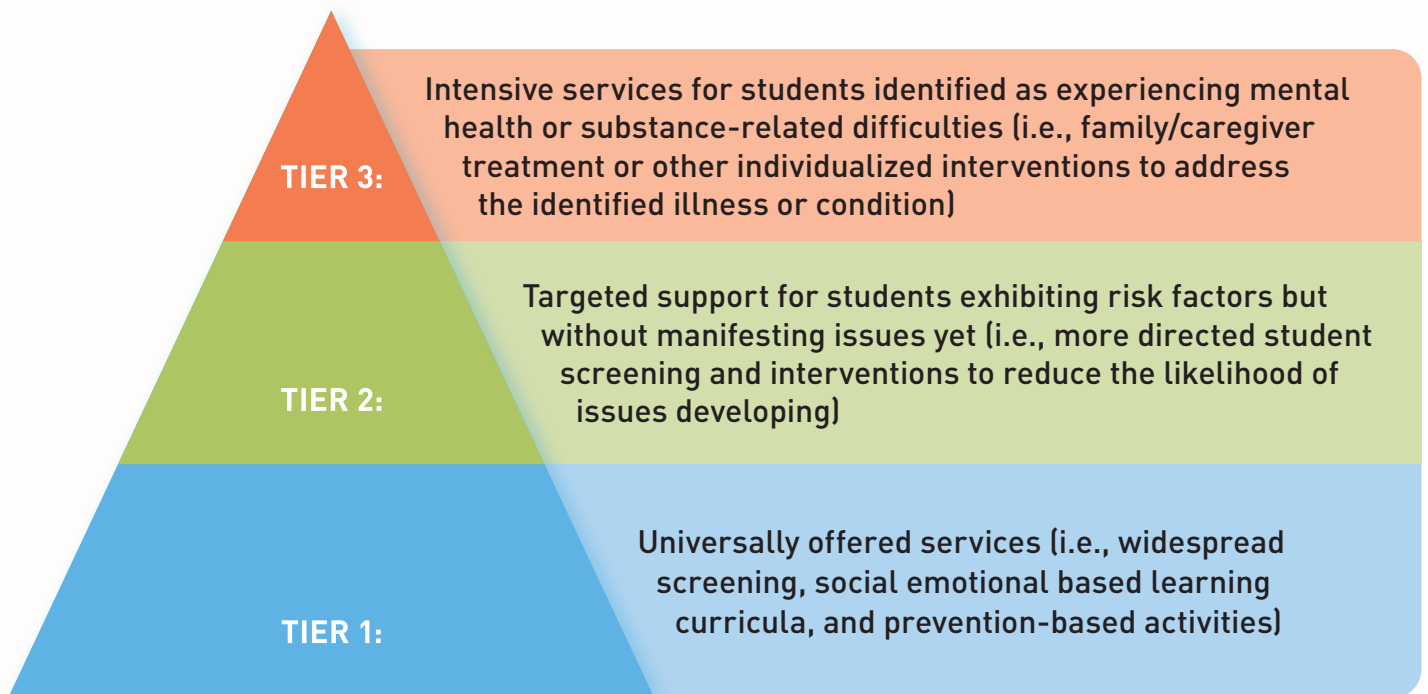 Intensive services for students identified as experiencing mental
health or substance-related difficulties (i.e., family/caregiver
treatment or other individualized interventions to address
the identified illness or condition)
TIER 3:
Targeted support for students exhibiting risk factors but
without manifesting issues yet (i.e., more directed student
screening and interventions to reduce the likelihood of
issues developing)
TIER 2:
Universally offered services (i.e., widespread
screening, social emotional based learning
curricula, and prevention-based activities)
TIER 1: